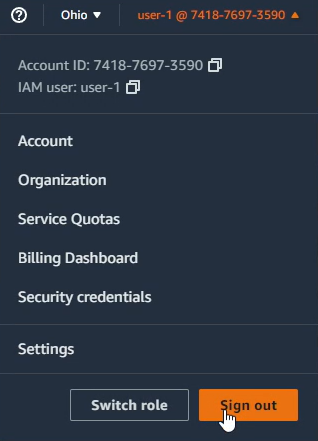 Ohio user-1 @ 7418-7697-3590
Account ID: 7418-7697-3590
IAM user: user-1
Account
Organization
Service Quotas
Billing Dashboard
Security credentials
Settings
Switch role Sign out